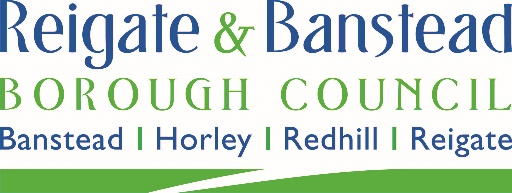 Reigate & Banstead
BOROUGH COUNCIL
Banstead | Horley | Redhill | Reigate